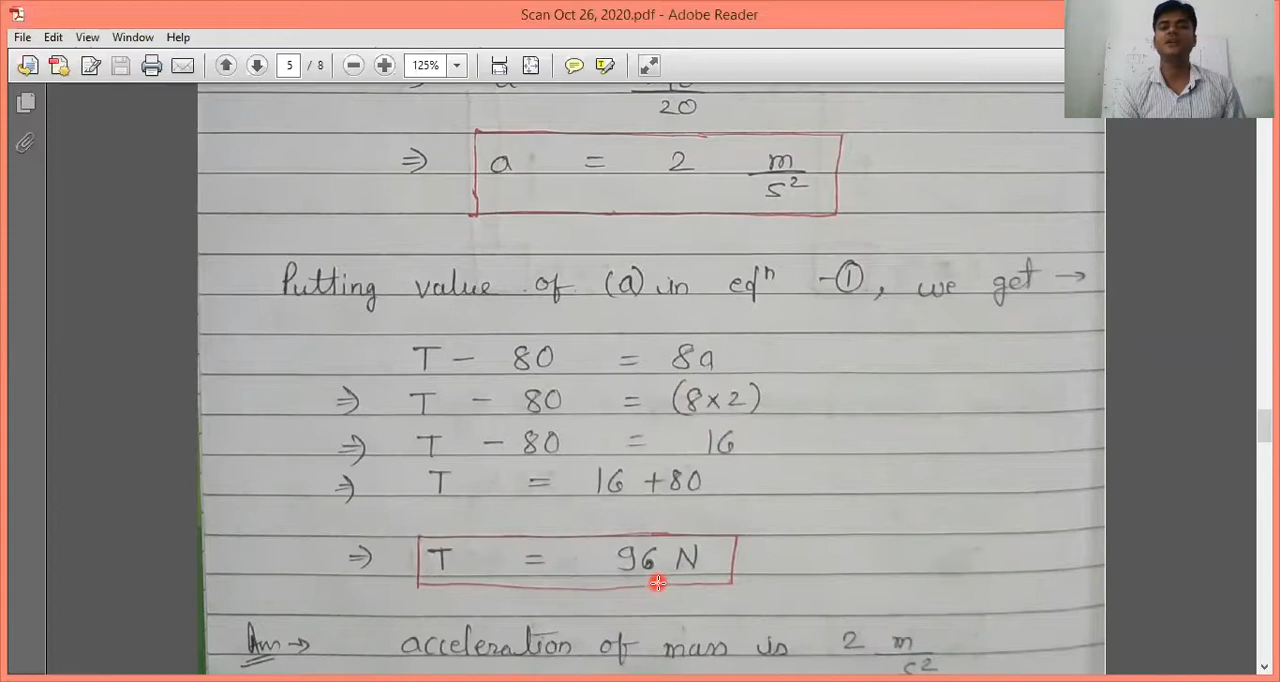 Scan Oct 26, 2020.pdf - Adobe Reader
File Edit View Window Help
5 / 8 125%
20
⇒ a = 2 m/s²
Putting value of (a) in eqⁿ -①, we get →
T - 80 = 8a
⇒ T - 80 = (8×2)
⇒ T - 80 = 16
⇒ T = 16 + 80
⇒ T = 96 N
Ans → acceleration of mass is 2 m/s²